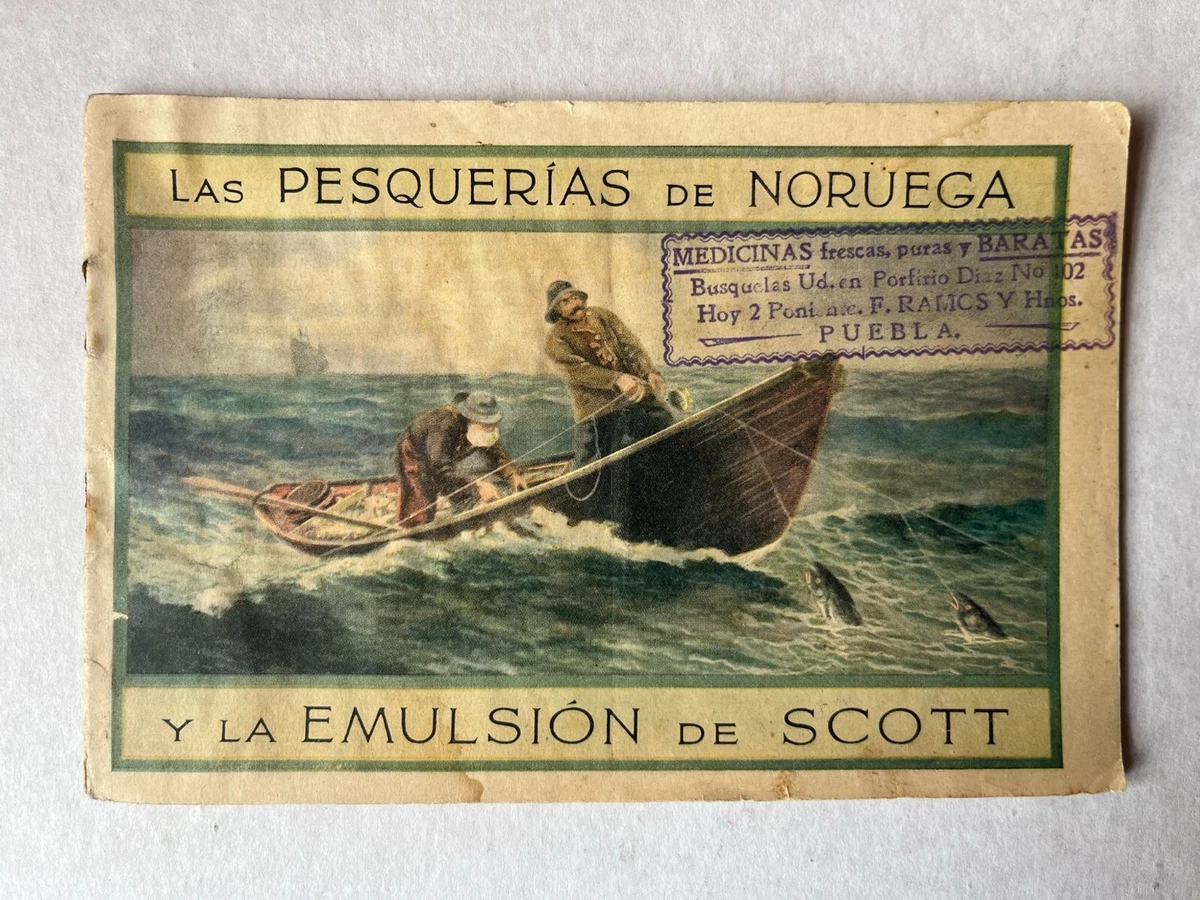 LAS PESQUERÍAS DE NORUEGA
MEDICINAS frescas, puras y BARATAS
Busquelas Ud. en Porfirio Diaz No 102
Hoy 2 Poniente. F. RAMOS Y Hnos.
PUEBLA.
Y LA EMULSIÓN DE SCOTT